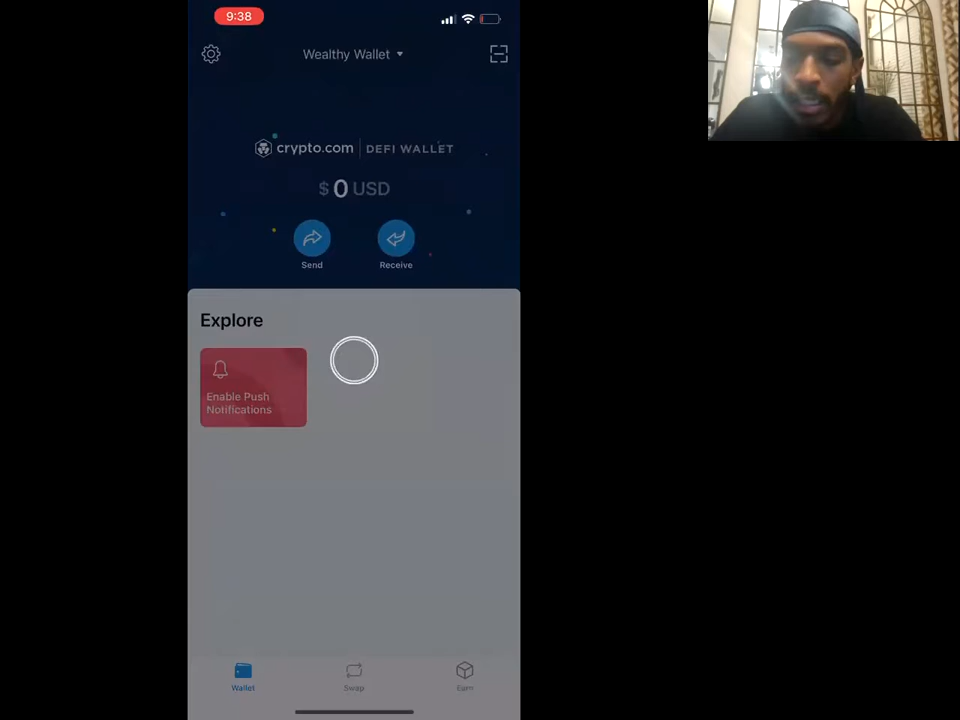 9:38
Wealthy Wallet
crypto.com | DEFI WALLET
$ 0 USD
Send
Receive
Explore
Enable Push
Notifications
Wallet
Swap
Earn